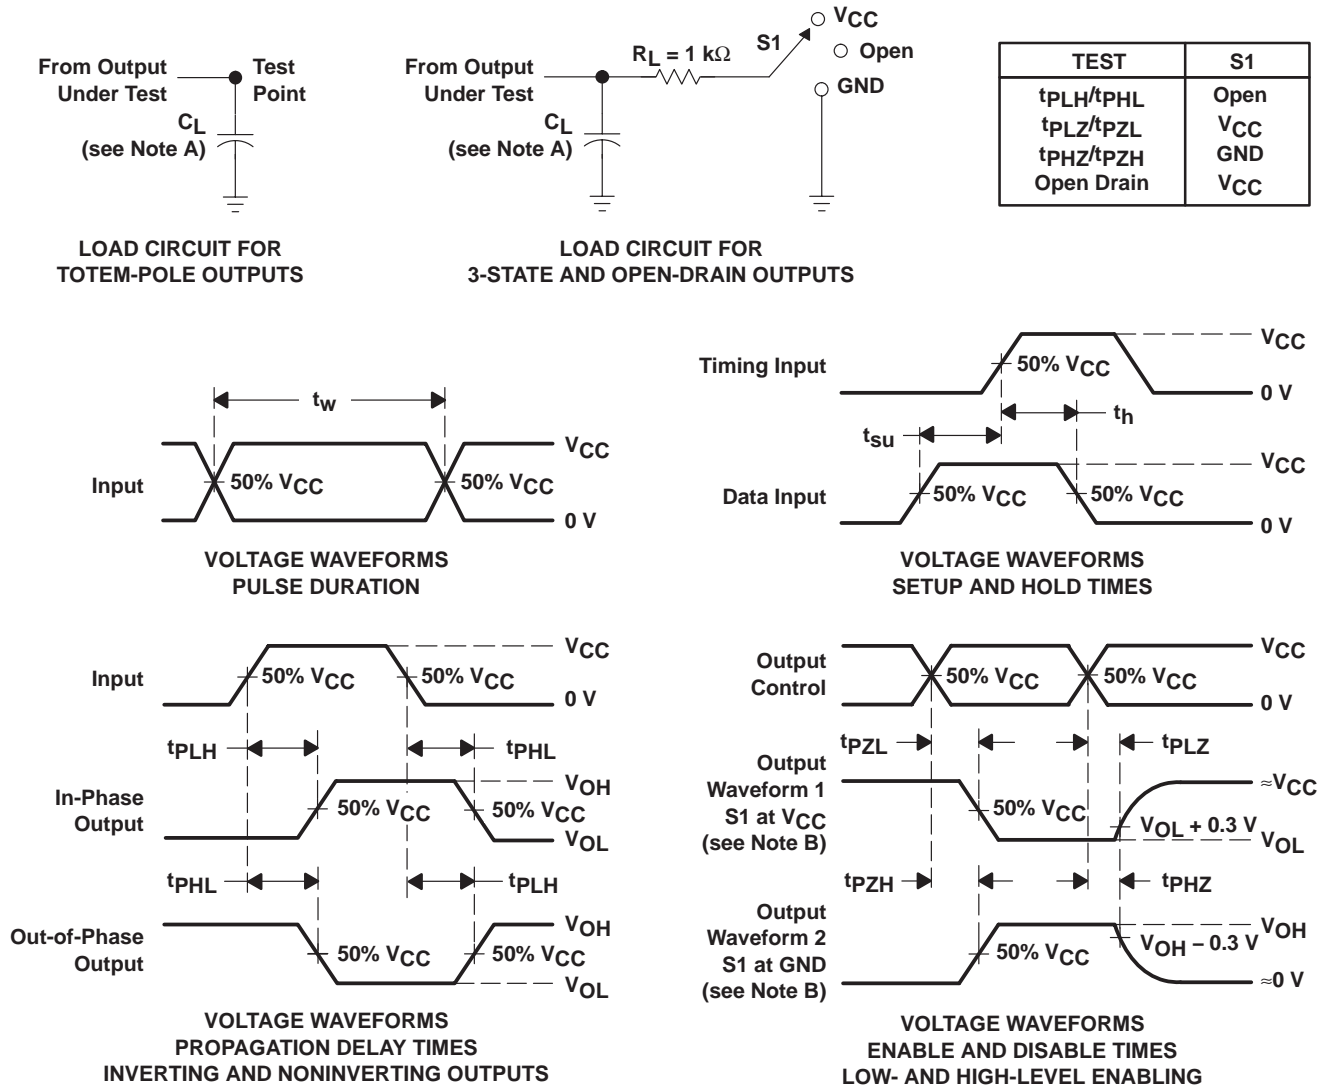 From Output
Under Test
Test
Point
CL
(see Note A)
LOAD CIRCUIT FOR
TOTEM-POLE OUTPUTS
From Output
Under Test
RL = 1 kΩ
S1
VCC
Open
GND
CL
(see Note A)
LOAD CIRCUIT FOR
3-STATE AND OPEN-DRAIN OUTPUTS
TEST S1
tPLH/tPHL Open
tPLZ/tPZL VCC
tPHZ/tPZH GND
Open Drain VCC
tw
Input
50% VCC
50% VCC
VCC
0 V
VOLTAGE WAVEFORMS
PULSE DURATION
Timing Input
50% VCC
VCC
0 V
tsu
th
Data Input
50% VCC
50% VCC
VCC
0 V
VOLTAGE WAVEFORMS
SETUP AND HOLD TIMES
Input
50% VCC
50% VCC
VCC
0 V
tPLH
tPHL
In-Phase
Output
50% VCC
50% VCC
VOH
VOL
tPHL
tPLH
Out-of-Phase
Output
50% VCC
50% VCC
VOH
VOL
VOLTAGE WAVEFORMS
PROPAGATION DELAY TIMES
INVERTING AND NONINVERTING OUTPUTS
Output
Control
50% VCC
50% VCC
VCC
0 V
tPZL
tPLZ
Output
Waveform 1
S1 at VCC
(see Note B)
50% VCC
≈VCC
VOL + 0.3 V
VOL
tPZH
tPHZ
Output
Waveform 2
S1 at GND
(see Note B)
50% VCC
VOH
VOH – 0.3 V
≈0 V
VOLTAGE WAVEFORMS
ENABLE AND DISABLE TIMES
LOW- AND HIGH-LEVEL ENABLING